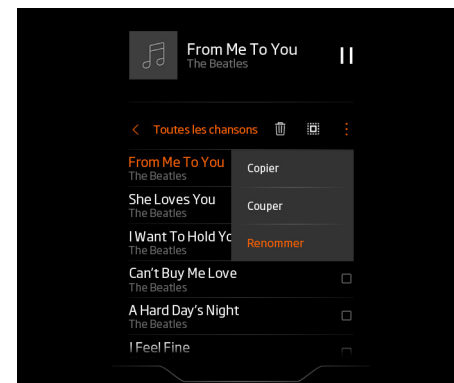 From Me To You
The Beatles
Toutes les chansons
From Me To You
The Beatles
Copier
She Loves You
The Beatles
Couper
I Want To Hold Yo
The Beatles
Renommer
Can't Buy Me Love
The Beatles
A Hard Day's Night
The Beatles
I Feel Fine